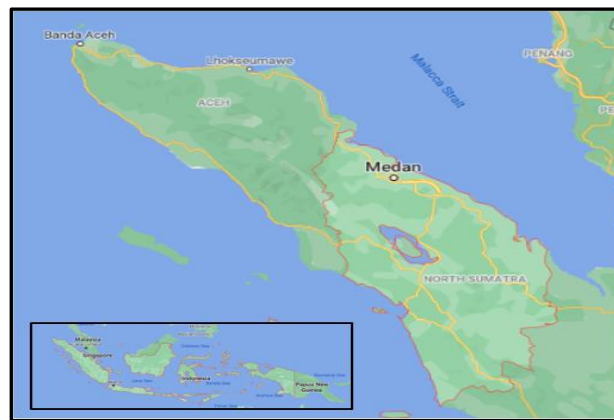 Banda Aceh
Lhokseumawe
PENANG
ACEH
Malacca Strait
Medan
NORTH SUMATRA
Malaysia
Singapore
Indonesia
Papua New
Guinea